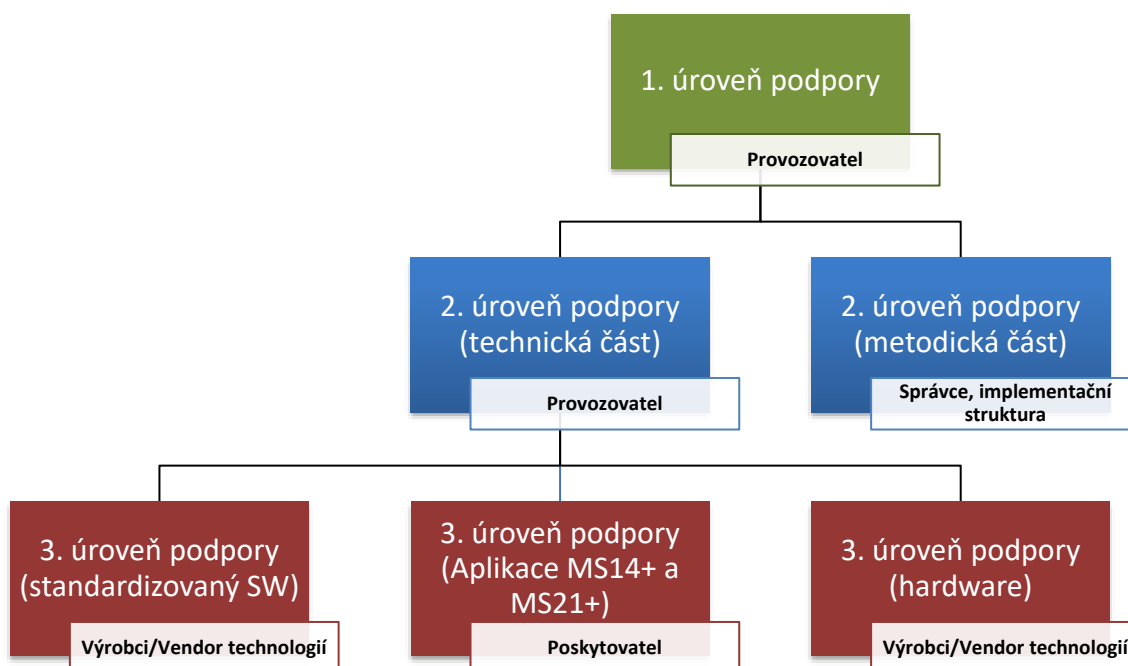 1. úroveň podpory
Provozovatel
2. úroveň podpory
(technická část)
Provozovatel
2. úroveň podpory
(metodická část)
Správce, implementační
struktura
3. úroveň podpory
(standardizovaný SW)
Výrobci/Vendor technologií
3. úroveň podpory
(Aplikace MS14+ a
MS21+)
Poskytovatel
3. úroveň podpory
(hardware)
Výrobci/Vendor technologií